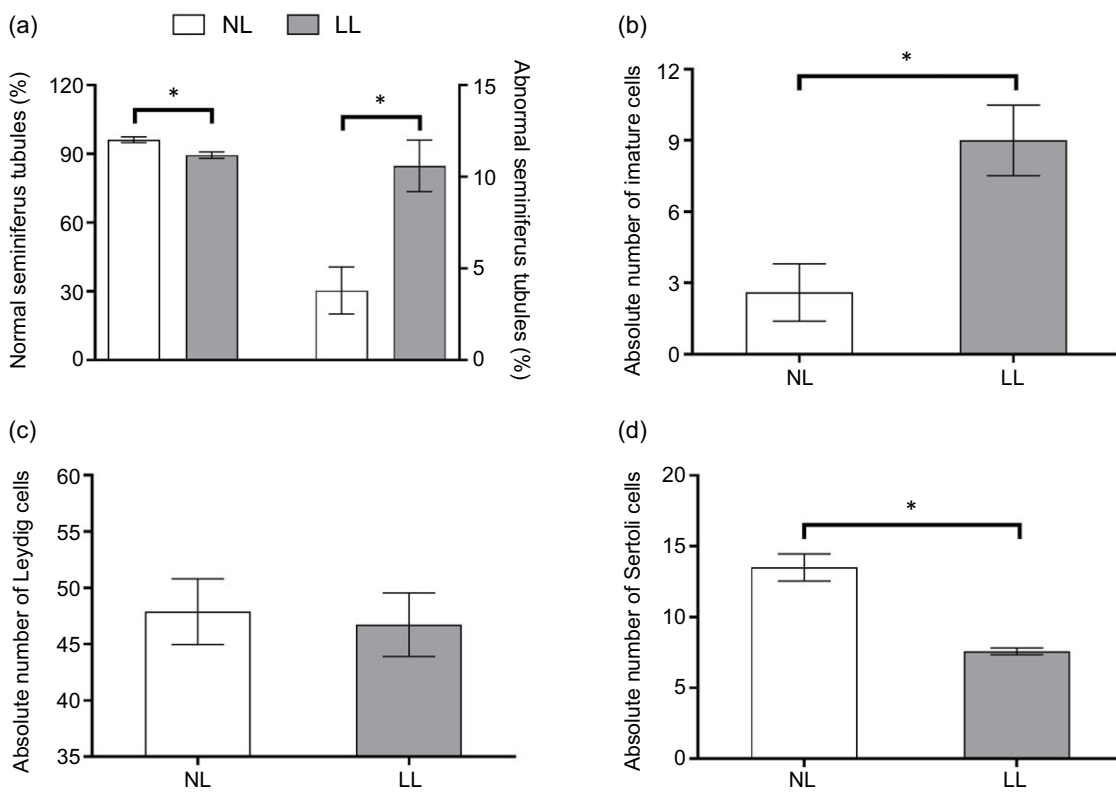 (a)
NL
LL
Normal seminiferus tubules (%)
120
90
60
30
0
*
*
15
10
5
0
Abnormal seminiferus tubules (%)
(b)
Absolute number of imature cells
12
9
6
3
0
*
NL
LL
(c)
Absolute number of Leydig cells
60
55
50
45
40
35
NL
LL
(d)
Absolute number of Sertoli cells
20
15
10
5
0
*
NL
LL